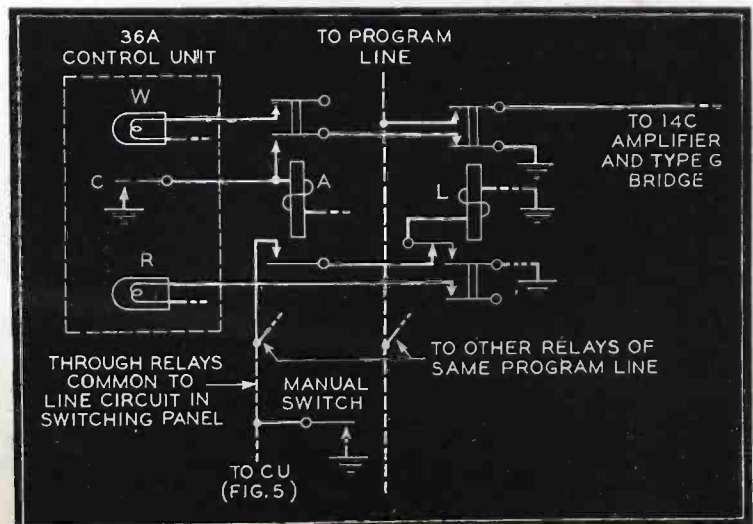 36A
CONTROL UNIT
TO PROGRAM
LINE
W
TO 14C
AMPLIFIER
AND TYPE G
BRIDGE
C
A
L
R
THROUGH RELAYS
COMMON TO
LINE CIRCUIT IN
SWITCHING PANEL
MANUAL
SWITCH
TO OTHER RELAYS OF
SAME PROGRAM LINE
TO CU
(FIG. 5)